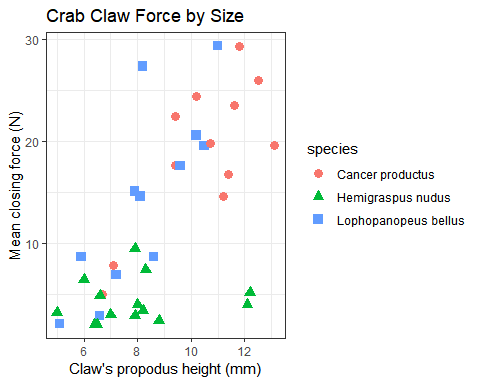 Crab Claw Force by Size
30
20
10
Mean closing force (N)
6 8 10 12
Claw's propodus height (mm)
species
Cancer productus
Hemigraspus nudus
Lophopanopeus bellus